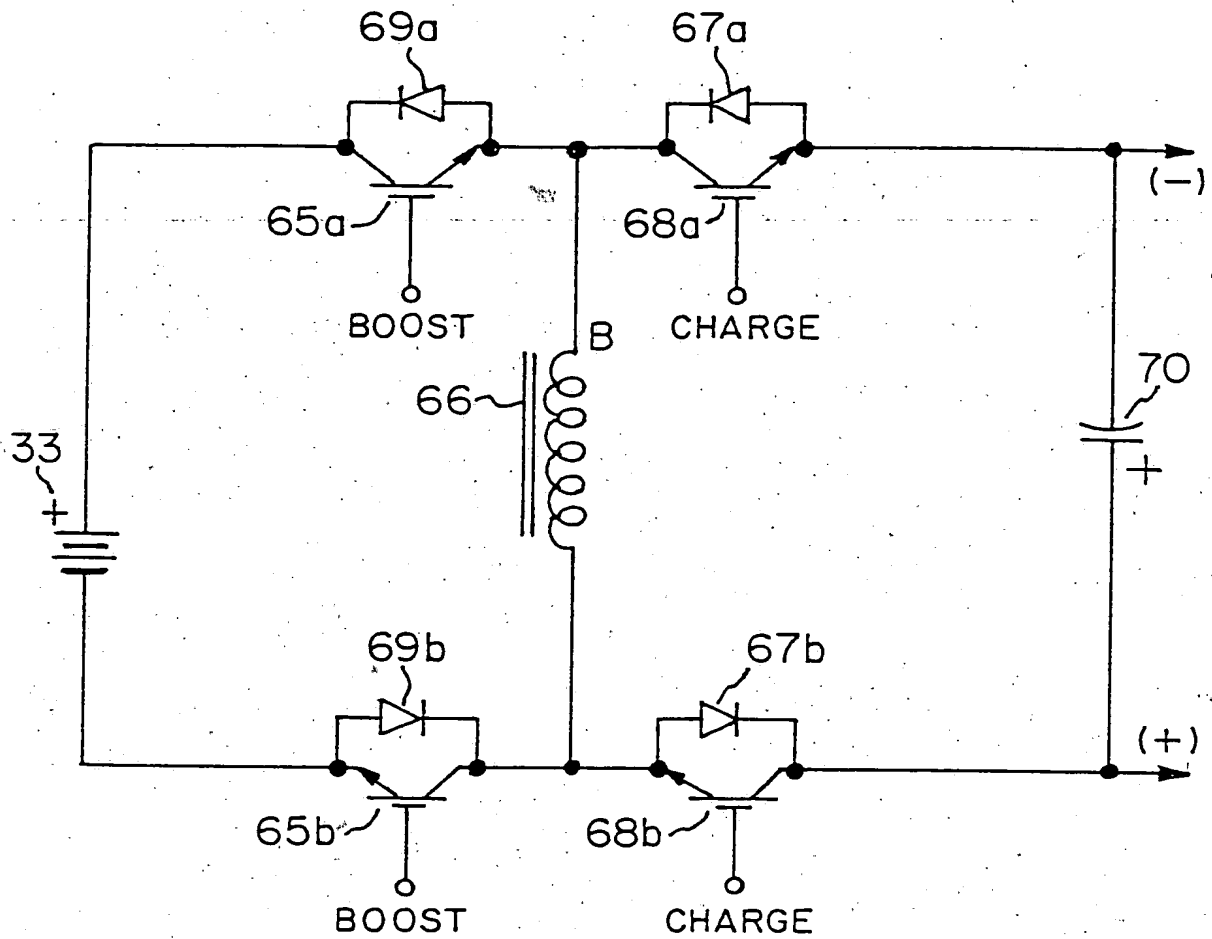 69a
67a
(-)
65a
68a
BOOST
CHARGE
B
70
66
33
+
+
69b
67b
(+)
65b
68b
BOOST
CHARGE